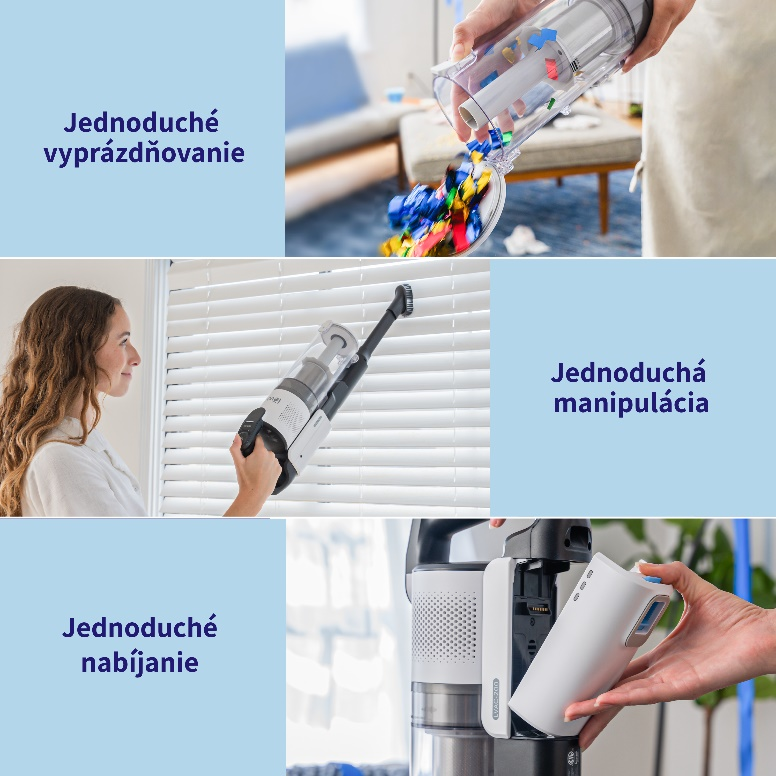 Jednoduché
vyprázdňovanie
Jednoduchá
manipulácia
Jednoduché
nabíjanie